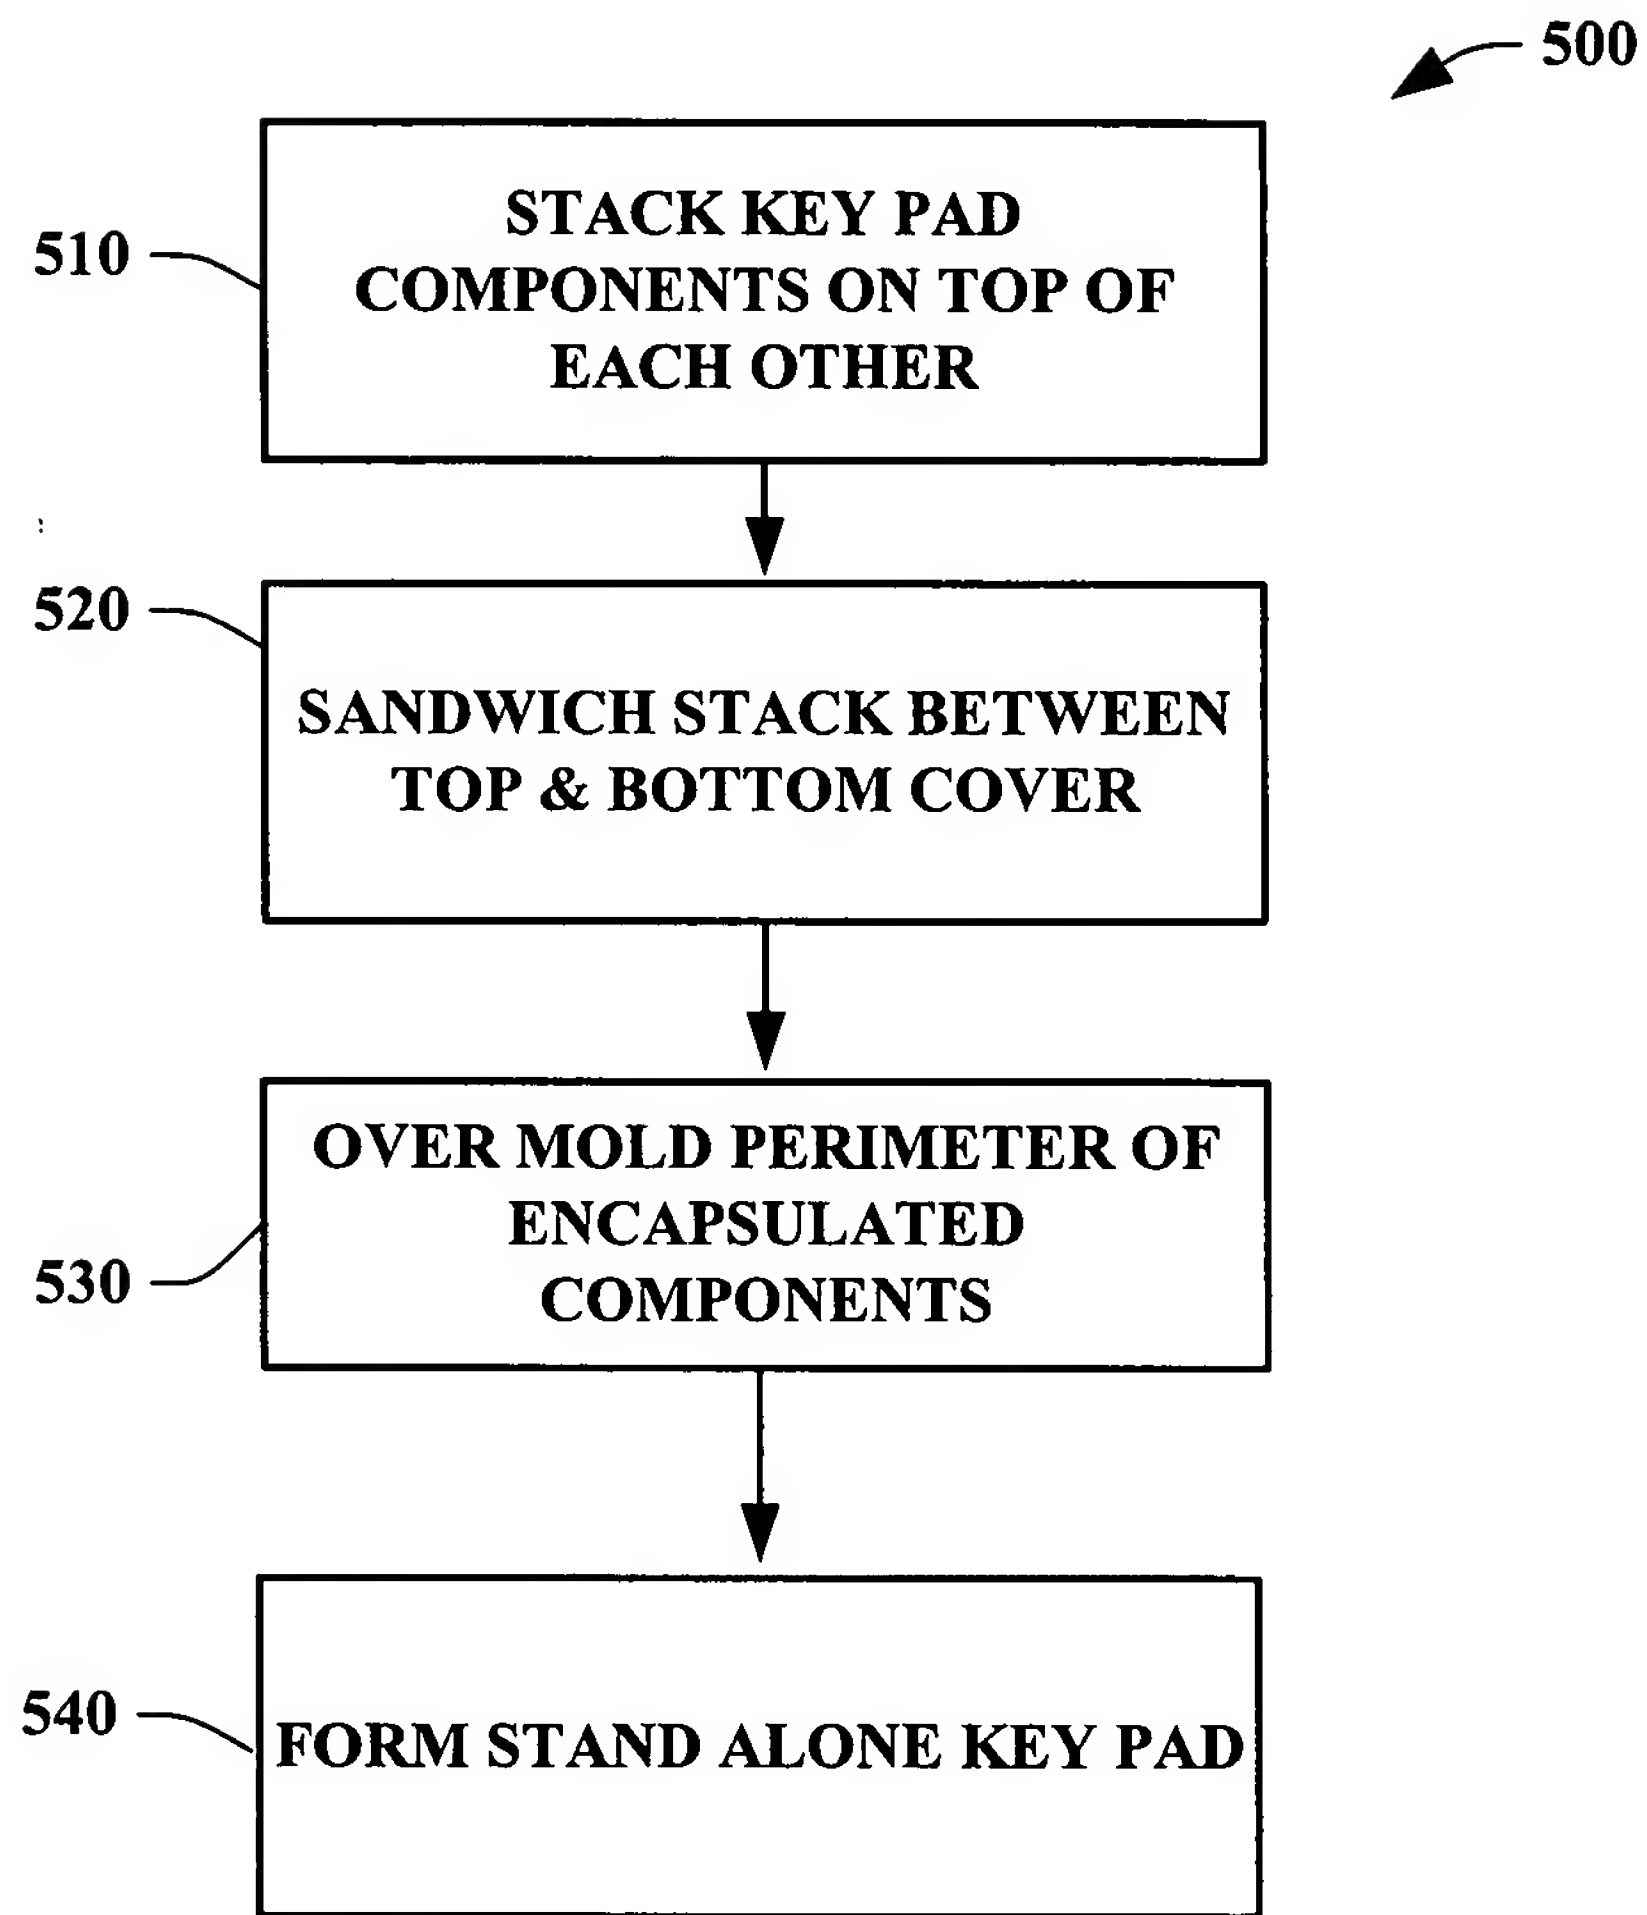 500
510
STACK KEY PAD
COMPONENTS ON TOP OF
EACH OTHER
520
SANDWICH STACK BETWEEN
TOP & BOTTOM COVER
530
OVER MOLD PERIMETER OF
ENCAPSULATED
COMPONENTS
540
FORM STAND ALONE KEY PAD